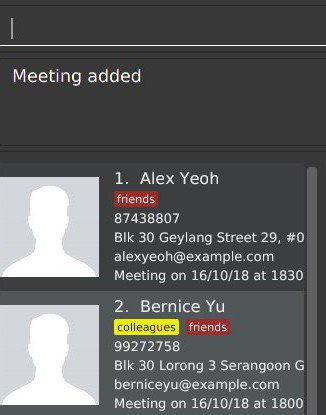 Meeting added
1. Alex Yeoh
friends
87438807
Blk 30 Geylang Street 29, #0
alexyeoh@example.com
Meeting on 16/10/18 at 1830
2. Bernice Yu
colleagues friends
99272758
Blk 30 Lorong 3 Serangoon G
berniceyu@example.com
Meeting on 16/10/18 at 1800